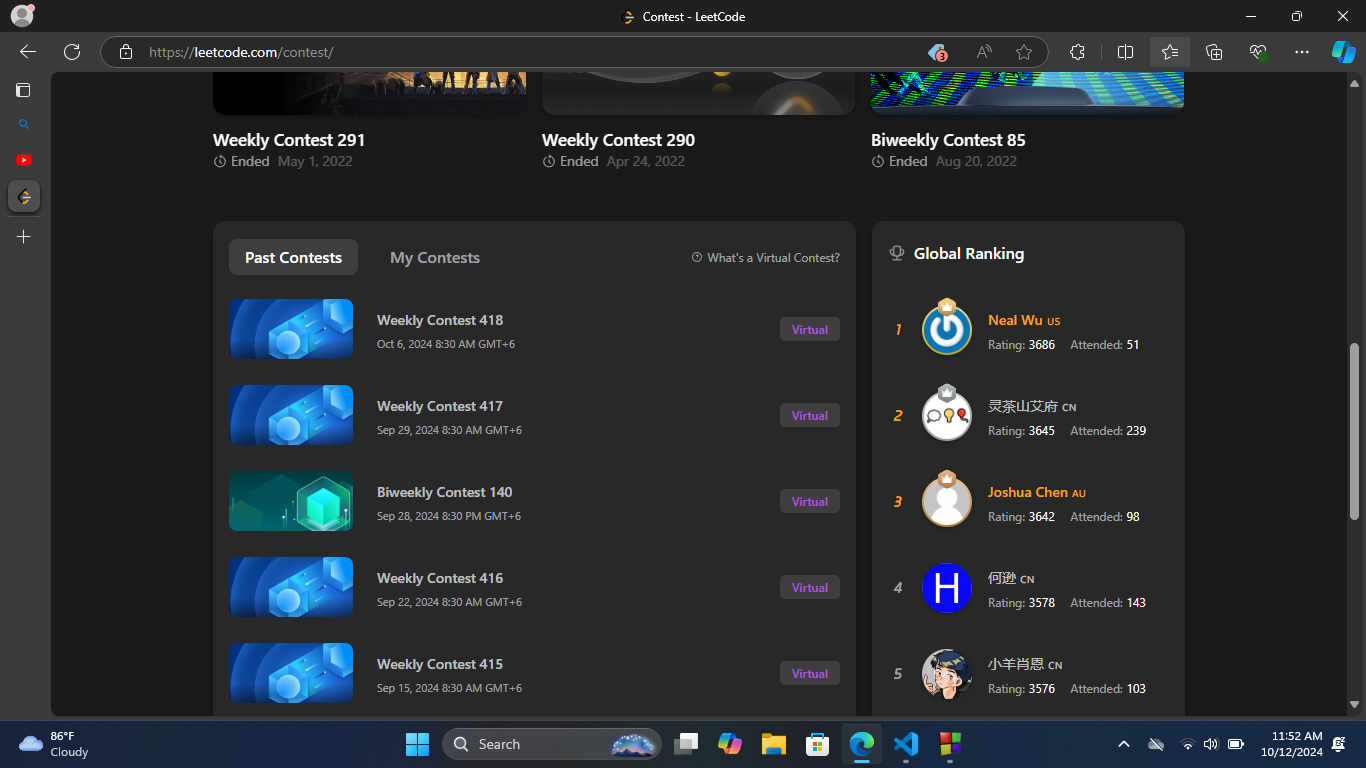 Contest - LeetCode
https://leetcode.com/contest/
3
Weekly Contest 291
Ended May 1, 2022
Weekly Contest 290
Ended Apr 24, 2022
Biweekly Contest 85
Ended Aug 20, 2022
Past Contests
My Contests
What's a Virtual Contest?
Weekly Contest 418
Oct 6, 2024 8:30 AM GMT+6
Virtual
Weekly Contest 417
Sep 29, 2024 8:30 AM GMT+6
Virtual
Biweekly Contest 140
Sep 28, 2024 8:30 PM GMT+6
Virtual
Weekly Contest 416
Sep 22, 2024 8:30 AM GMT+6
Virtual
Weekly Contest 415
Sep 15, 2024 8:30 AM GMT+6
Virtual
Global Ranking
1
Neal Wu US
Rating: 3686 Attended: 51
2
灵茶山艾府 CN
Rating: 3645 Attended: 239
3
Joshua Chen AU
Rating: 3642 Attended: 98
4
H
何逊 CN
Rating: 3578 Attended: 143
5
小羊肖恩 CN
Rating: 3576 Attended: 103
86°F
Cloudy
Search
11:52 AM
10/12/2024